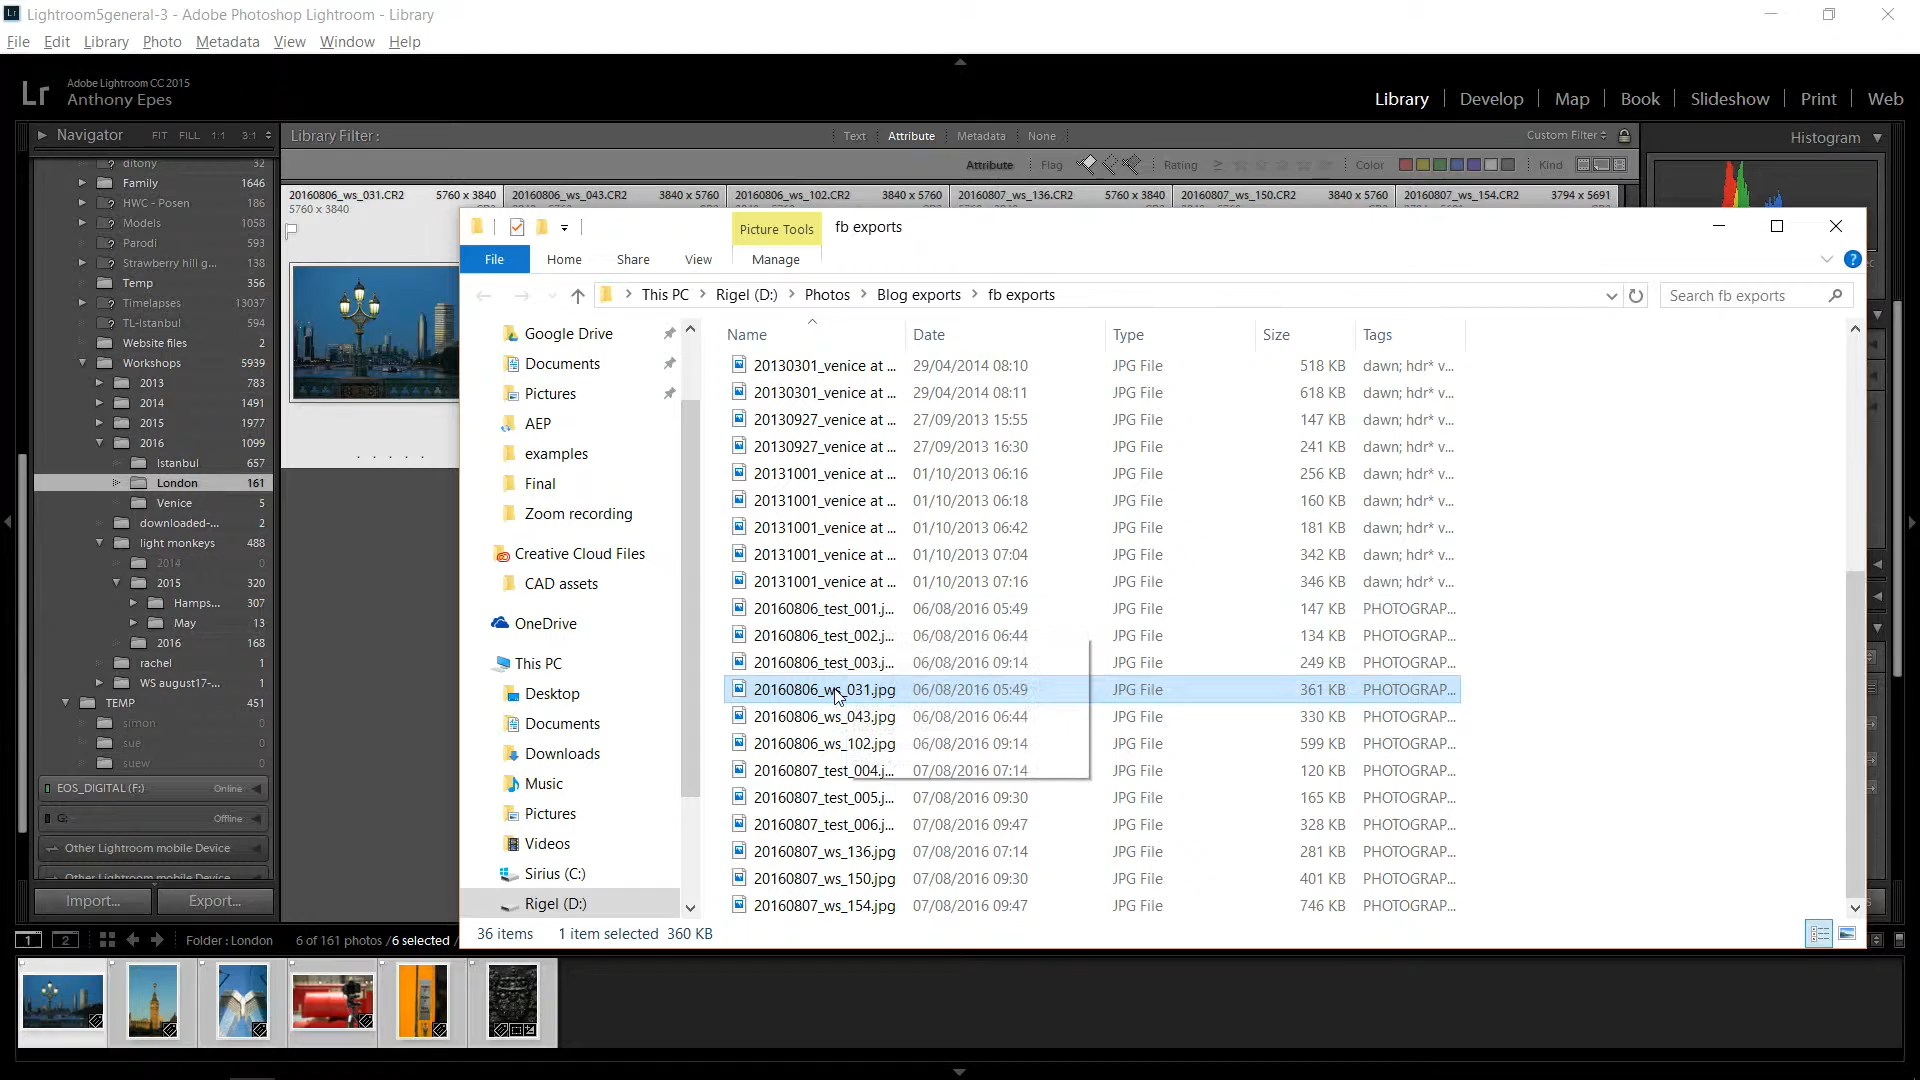 Lightroom5general-3 - Adobe Photoshop Lightroom - Library
File Edit Library Photo Metadata View Window Help
Lr Adobe Lightroom CC 2015
Anthony Epes
Library Develop Map Book Slideshow Print Web
Navigator FIT FILL 1:1 3:1
Library Filter : Text Attribute Metadata None Custom Filter
Histogram
Attribute Flag Rating Color Kind
ditony 32
Family 1646
HWC - Posen 186
Models 1058
Parodi 593
Strawberry hill g... 138
Temp 356
Timelapses 13037
TL-Istanbul 594
Website files 2
Workshops 5939
2013 783
2014 1491
2015 1977
2016 1099
Istanbul 657
London 161
Venice 5
downloaded-... 2
light monkeys 488
2014 0
2015 320
Hamps... 307
May 13
2016 168
rachel 1
WS august17-... 1
TEMP 451
simon 0
sue 0
suew 0
EOS_DIGITAL (F:) Online
G: Offline
Other Lightroom mobile Device
Other Lightroom mobile Device
Import... Export...
20160806_ws_031.CR2 5760 x 3840
5760 x 3840
20160806_ws_043.CR2 3840 x 5760
20160806_ws_102.CR2 3840 x 5760
20160807_ws_136.CR2 5760 x 3840
20160807_ws_150.CR2 3840 x 5760
20160807_ws_154.CR2 3794 x 5691
Picture Tools fb exports
File Home Share View Manage
This PC Rigel (D:) Photos Blog exports fb exports
Search fb exports
Google Drive
Documents
Pictures
AEP
examples
Final
Zoom recording
Creative Cloud Files
CAD assets
OneDrive
This PC
Desktop
Documents
Downloads
Music
Pictures
Videos
Sirius (C:)
Rigel (D:)
Name Date Type Size Tags
20130301_venice at ... 29/04/2014 08:10 JPG File 518 KB dawn; hdr* v...
20130301_venice at ... 29/04/2014 08:11 JPG File 618 KB dawn; hdr* v...
20130927_venice at ... 27/09/2013 15:55 JPG File 147 KB dawn; hdr* v...
20130927_venice at ... 27/09/2013 16:30 JPG File 241 KB dawn; hdr* v...
20131001_venice at ... 01/10/2013 06:16 JPG File 256 KB dawn; hdr* v...
20131001_venice at ... 01/10/2013 06:18 JPG File 160 KB dawn; hdr* v...
20131001_venice at ... 01/10/2013 06:42 JPG File 181 KB dawn; hdr* v...
20131001_venice at ... 01/10/2013 07:04 JPG File 342 KB dawn; hdr* v...
20131001_venice at ... 01/10/2013 07:16 JPG File 346 KB dawn; hdr* v...
20160806_test_001.j... 06/08/2016 05:49 JPG File 147 KB PHOTOGRAP...
20160806_test_002.j... 06/08/2016 06:44 JPG File 134 KB PHOTOGRAP...
20160806_test_003.j... 06/08/2016 09:14 JPG File 249 KB PHOTOGRAP...
20160806_ws_031.jpg 06/08/2016 05:49 JPG File 361 KB PHOTOGRAP...
20160806_ws_043.jpg 06/08/2016 06:44 JPG File 330 KB PHOTOGRAP...
20160806_ws_102.jpg 06/08/2016 09:14 JPG File 599 KB PHOTOGRAP...
20160807_test_004.j... 07/08/2016 07:14 JPG File 120 KB PHOTOGRAP...
20160807_test_005.j... 07/08/2016 09:30 JPG File 165 KB PHOTOGRAP...
20160807_test_006.j... 07/08/2016 09:47 JPG File 328 KB PHOTOGRAP...
20160807_ws_136.jpg 07/08/2016 07:14 JPG File 281 KB PHOTOGRAP...
20160807_ws_150.jpg 07/08/2016 09:30 JPG File 401 KB PHOTOGRAP...
20160807_ws_154.jpg 07/08/2016 09:47 JPG File 746 KB PHOTOGRAP...
36 items 1 item selected 360 KB
1 2 Folder : London 6 of 161 photos / 6 selected /